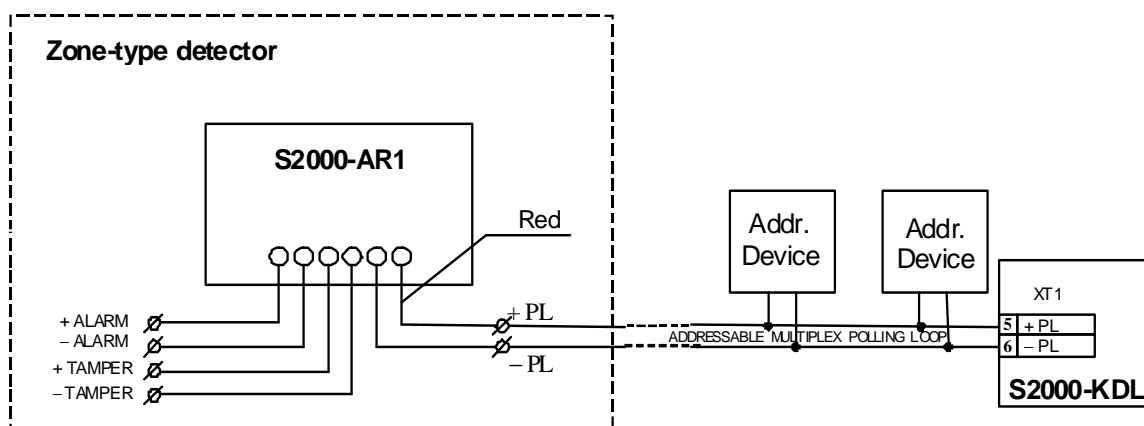 Zone-type detector
S2000-AR1
Red
+ ALARM
− ALARM
+ TAMPER
− TAMPER
+ PL
− PL
Addr.
Device
Addr.
Device
ADDRESSABLE MULTIPLEX POLLING LOOP
XT1
5 + PL
6 − PL
S2000-KDL